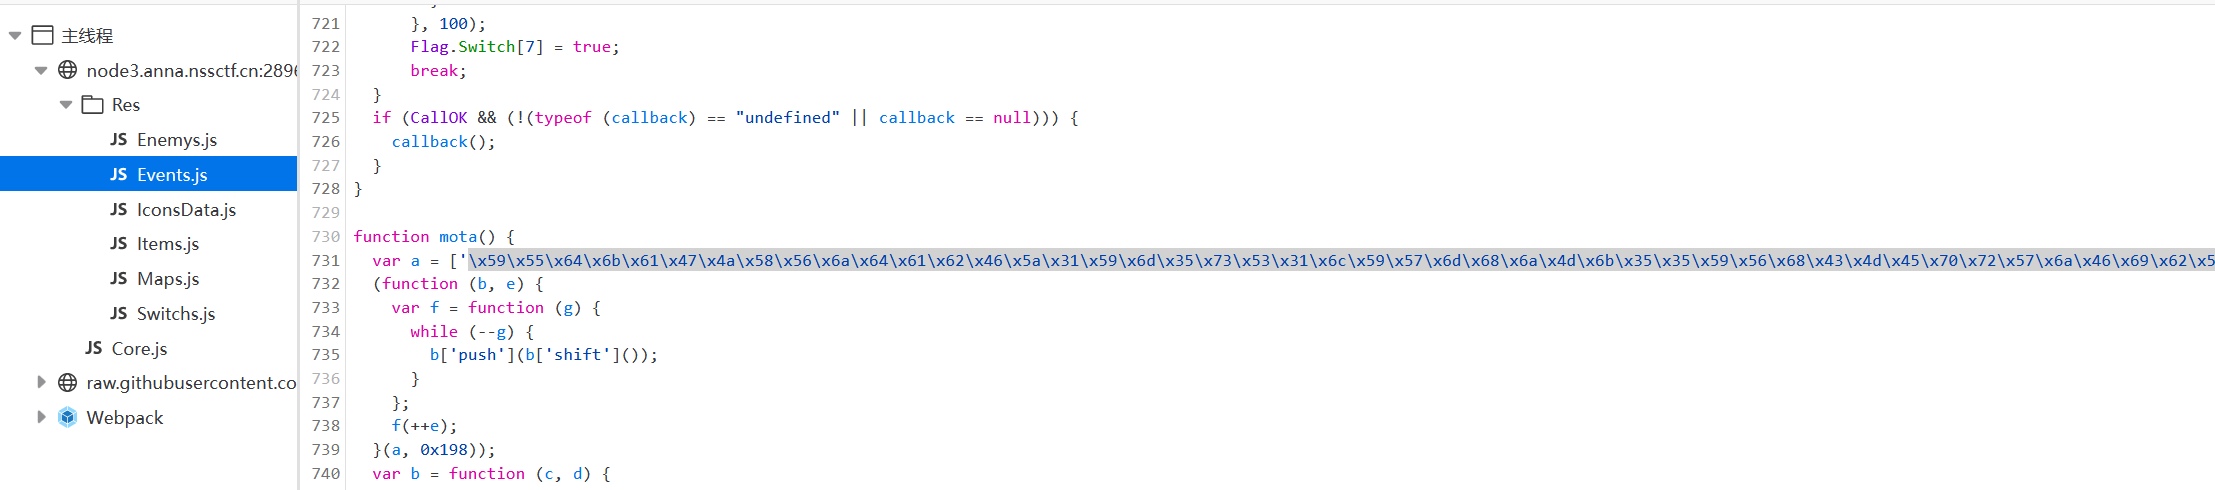 主线程
node3.anna.nssctf.cn:2896
Res
JS Enemys.js
JS Events.js
JS IconsData.js
JS Items.js
JS Maps.js
JS Switchs.js
JS Core.js
raw.githubusercontent.co
Webpack
721 }, 100);
722 Flag.Switch[7] = true;
723 break;
724 }
725 if (CallOK && (!(typeof (callback) == "undefined" || callback == null))) {
726 callback();
727 }
728 }
729
730 function mota() {
731 var a = ['\x59\x55\x64\x6b\x61\x47\x4a\x58\x56\x6a\x64\x61\x62\x46\x5a\x31\x59\x6d\x35\x73\x53\x31\x6c\x59\x57\x6d\x68\x6a\x4d\x6b\x35\x35\x59\x56\x68\x43\x4d\x45\x70\x72\x57\x6a\x46\x69\x62\x5
732 (function (b, e) {
733 var f = function (g) {
734 while (--g) {
735 b['push'](b['shift']());
736 }
737 };
738 f(++e);
739 }(a, 0x198));
740 var b = function (c, d) {